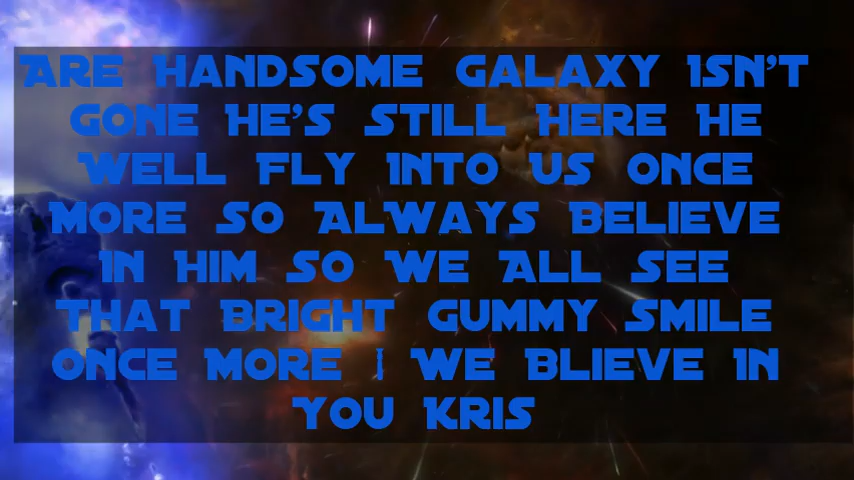 Are Handsome galaxy isn't
gone He's Still Here He
Well Fly into us once
more So Always Believe
in Him So We All See
that Bright gummy Smile
once More | We Blieve in
You Kris